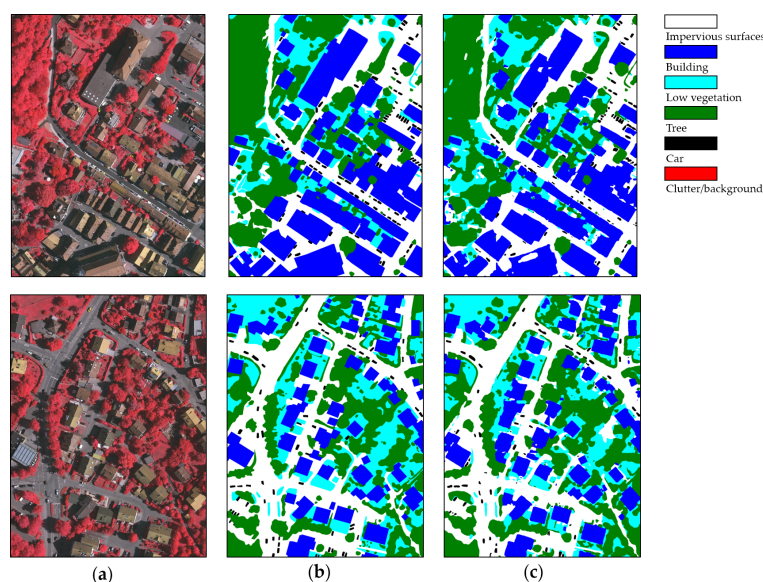 Impervious surfaces
Building
Low vegetation
Tree
Car
Clutter/background
(a) (b) (c)